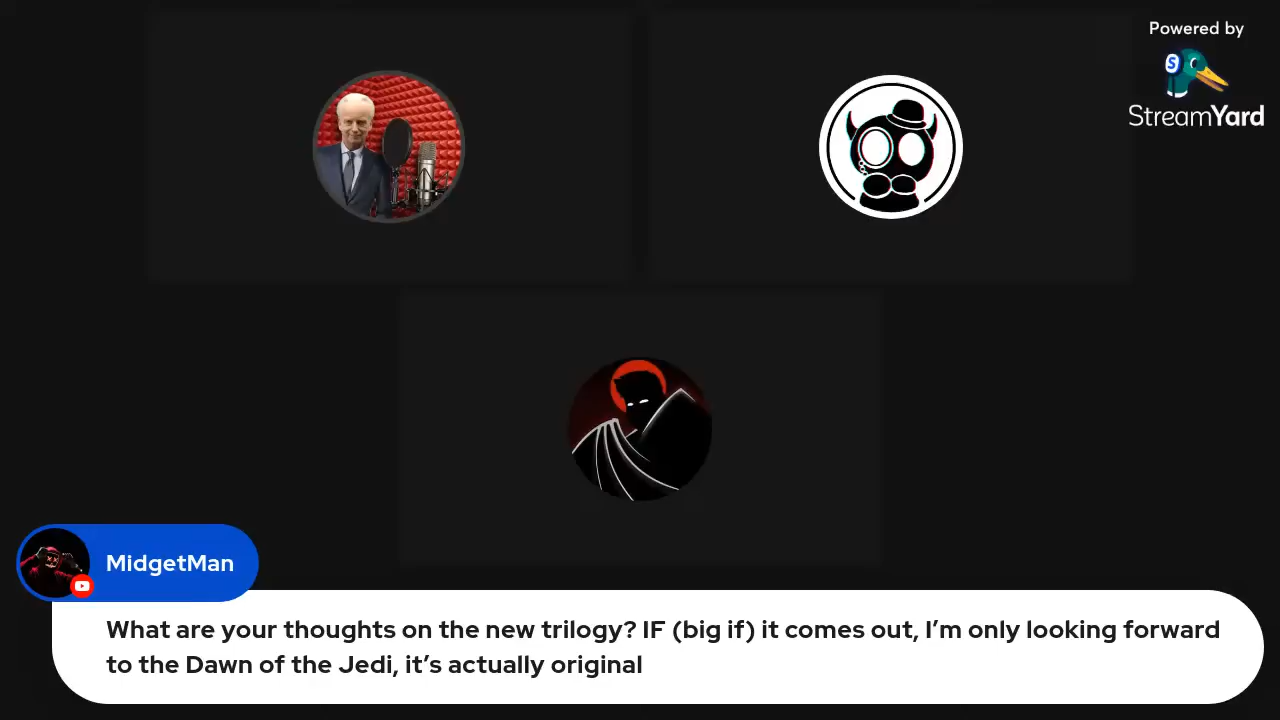 Powered by
S
StreamYard
MidgetMan
What are your thoughts on the new trilogy? IF (big if) it comes out, I’m only looking forward
to the Dawn of the Jedi, it’s actually original